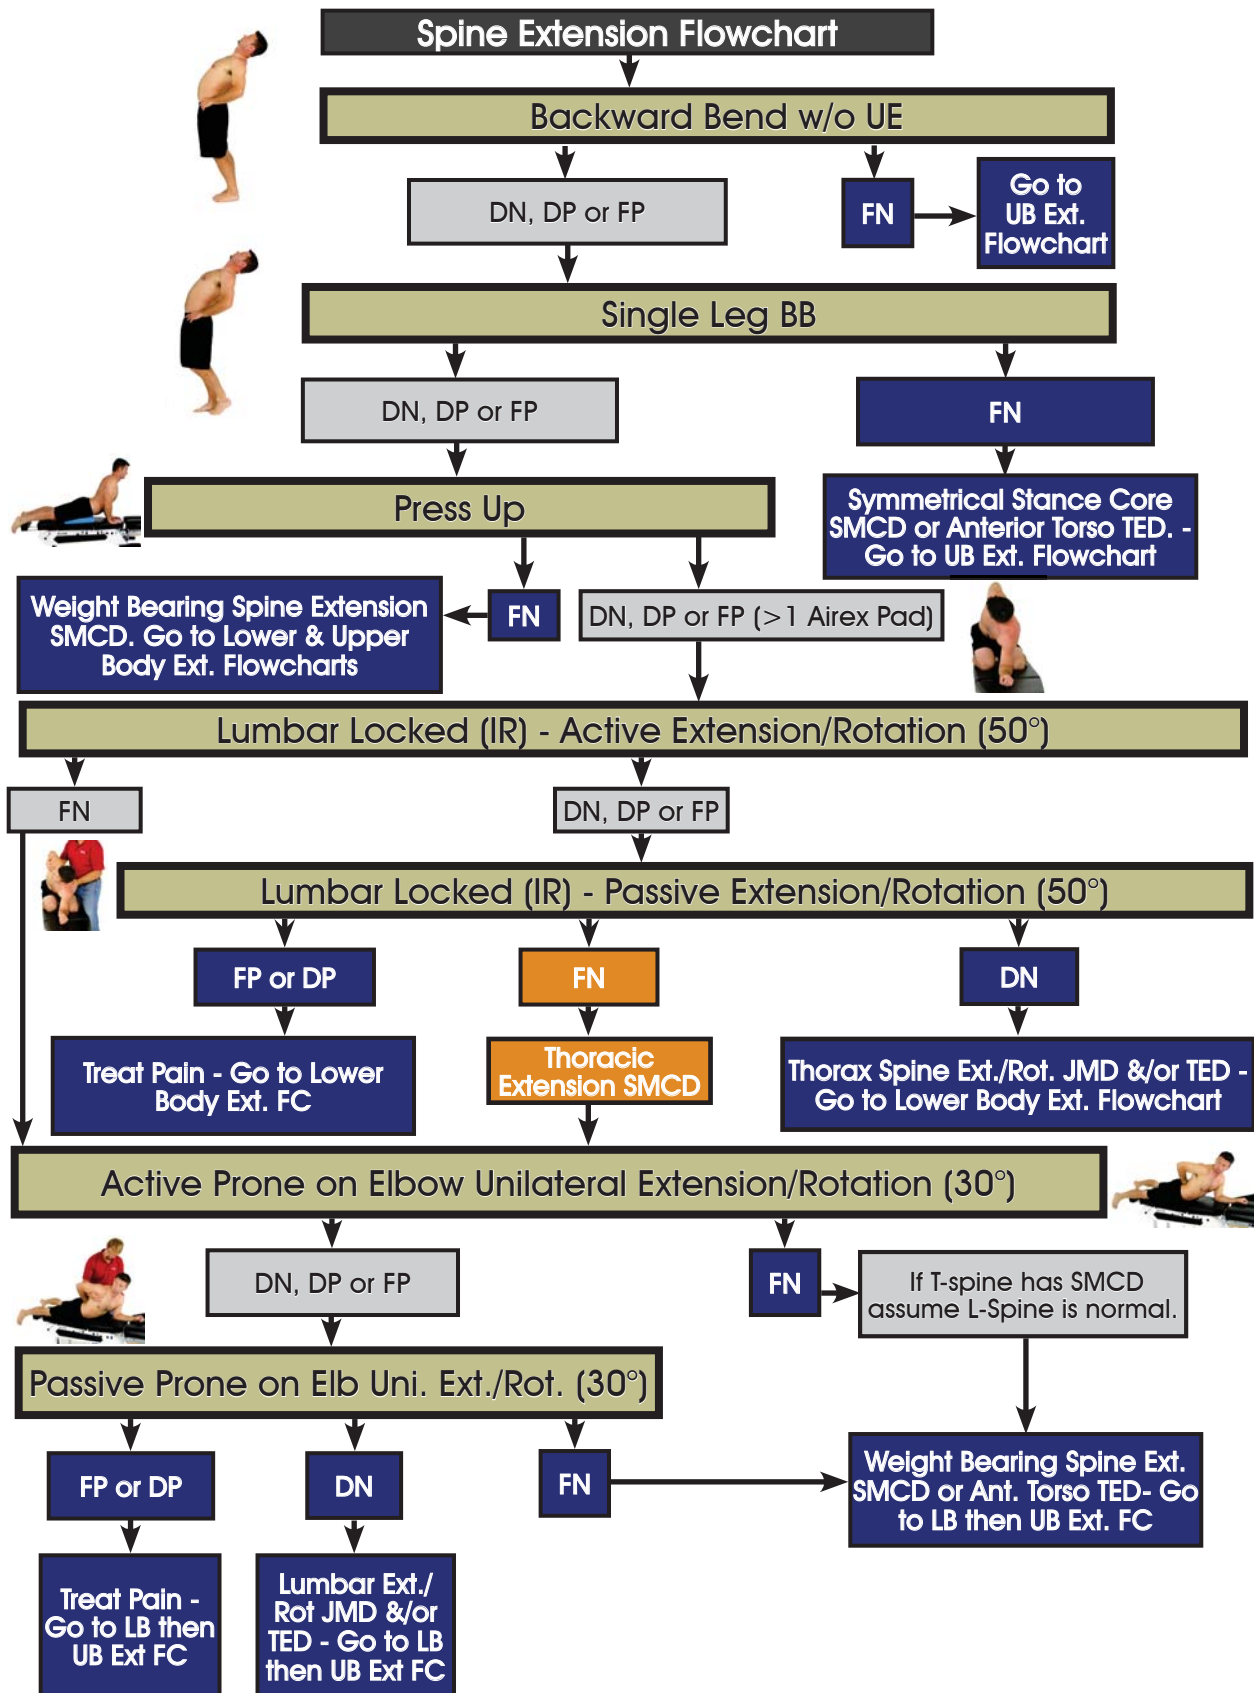 Spine Extension Flowchart
Backward Bend w/o UE
DN, DP or FP
FN
Go to
UB Ext.
Flowchart
Single Leg BB
DN, DP or FP
FN
Press Up
Symmetrical Stance Core
SMCD or Anterior Torso TED. -
Go to UB Ext. Flowchart
Weight Bearing Spine Extension
SMCD. Go to Lower & Upper
Body Ext. Flowcharts
FN
DN, DP or FP (>1 Airex Pad)
Lumbar Locked (IR) - Active Extension/Rotation (50°)
FN
DN, DP or FP
Lumbar Locked (IR) - Passive Extension/Rotation (50°)
FP or DP
FN
DN
Treat Pain - Go to Lower
Body Ext. FC
Thoracic
Extension SMCD
Thorax Spine Ext./Rot. JMD &/or TED -
Go to Lower Body Ext. Flowchart
Active Prone on Elbow Unilateral Extension/Rotation (30°)
DN, DP or FP
FN
If T-spine has SMCD
assume L-Spine is normal.
Passive Prone on Elb Uni. Ext./Rot. (30°)
FP or DP
DN
FN
Weight Bearing Spine Ext.
SMCD or Ant. Torso TED- Go
to LB then UB Ext. FC
Treat Pain -
Go to LB then
UB Ext FC
Lumbar Ext./
Rot JMD &/or
TED - Go to LB
then UB Ext FC